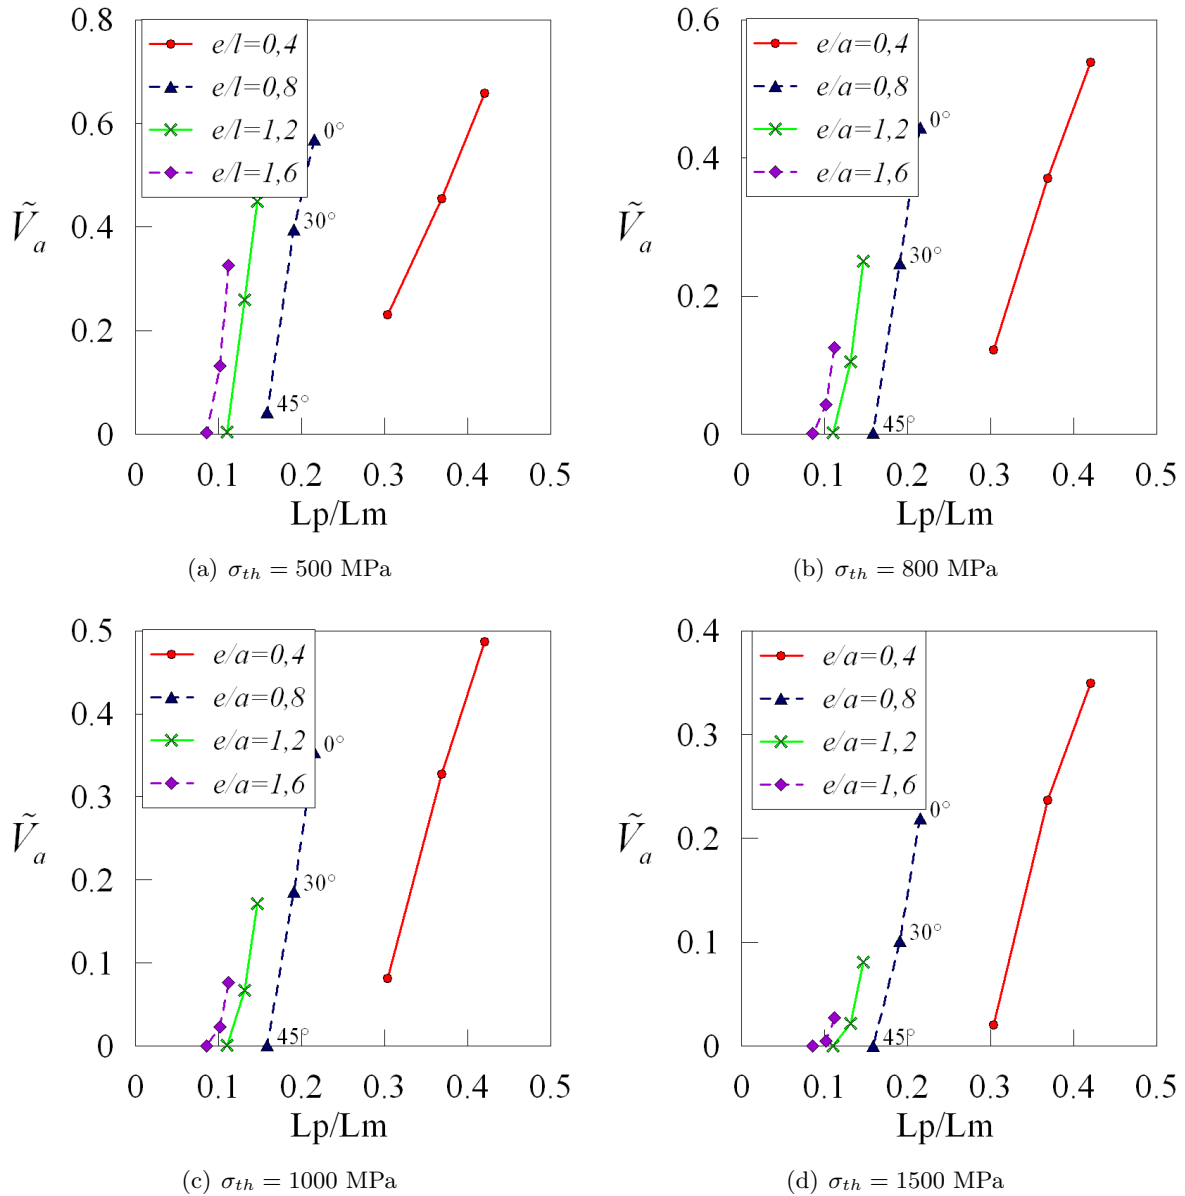 0.8
0.6
0.4
0.2
0
Ṽa
e/l=0,4
e/l=0,8
e/l=1,2
e/l=1,6
0°
30°
45°
0 0.1 0.2 0.3 0.4 0.5
Lp/Lm
(a) σth = 500 MPa
0.6
0.4
0.2
0
Ṽa
e/a=0,4
e/a=0,8
e/a=1,2
e/a=1,6
0°
30°
45°
0 0.1 0.2 0.3 0.4 0.5
Lp/Lm
(b) σth = 800 MPa
0.5
0.4
0.3
0.2
0.1
0
Ṽa
e/a=0,4
e/a=0,8
e/a=1,2
e/a=1,6
0°
30°
45°
0 0.1 0.2 0.3 0.4 0.5
Lp/Lm
(c) σth = 1000 MPa
0.4
0.3
0.2
0.1
0
Ṽa
e/a=0,4
e/a=0,8
e/a=1,2
e/a=1,6
0°
30°
45°
0 0.1 0.2 0.3 0.4 0.5
Lp/Lm
(d) σth = 1500 MPa